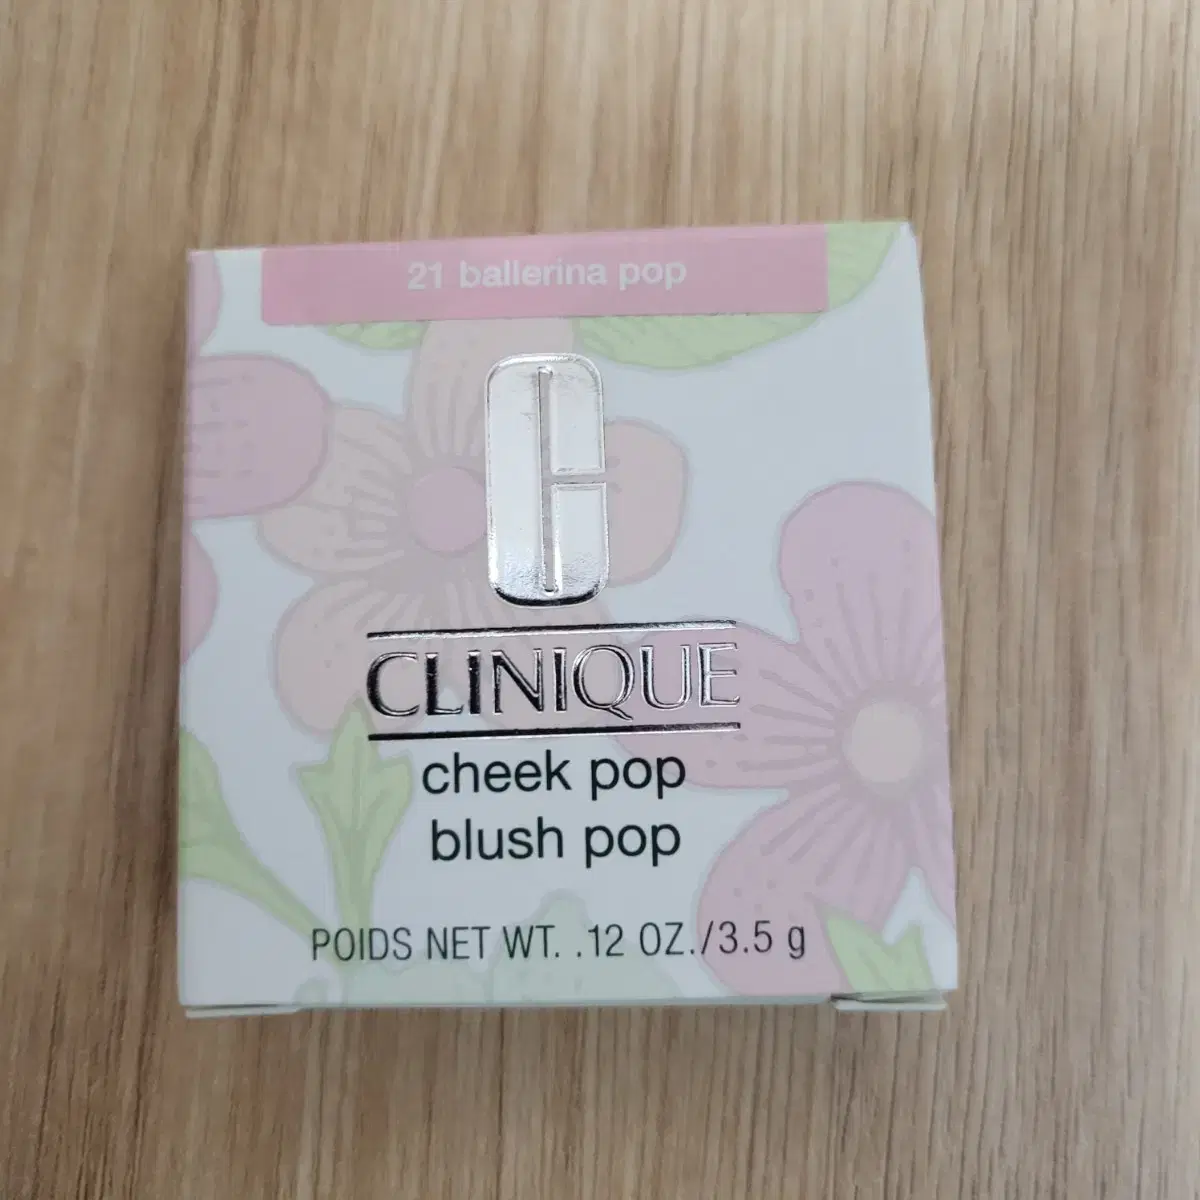 21 ballerina pop
C
CLINIQUE
cheek pop
blush pop
POIDS NET WT. .12 OZ./3.5 g